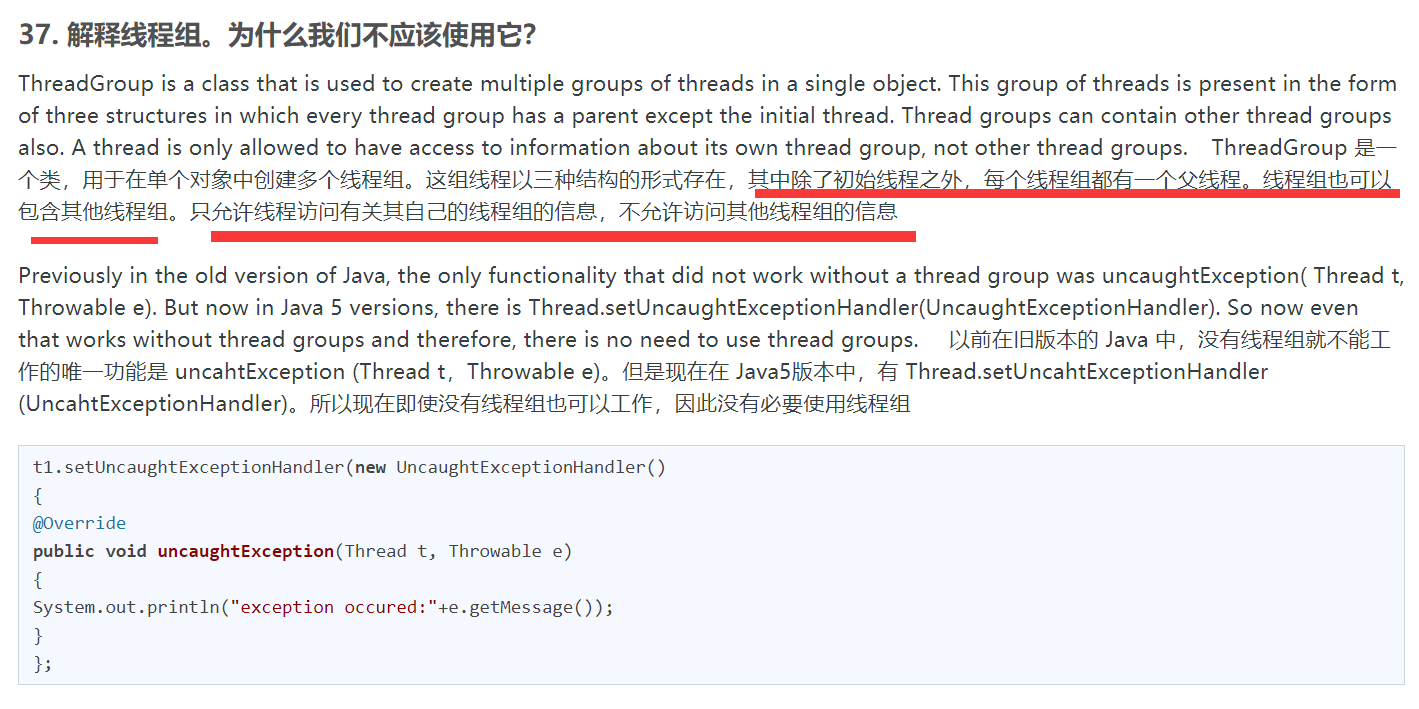 37. 解释线程组。为什么我们不应该使用它？
ThreadGroup is a class that is used to create multiple groups of threads in a single object. This group of threads is present in the form
of three structures in which every thread group has a parent except the initial thread. Thread groups can contain other thread groups
also. A thread is only allowed to have access to information about its own thread group, not other thread groups. ThreadGroup 是一
个类，用于在单个对象中创建多个线程组。这组线程以三种结构的形式存在，其中除了初始线程之外，每个线程组都有一个父线程。线程组也可以
包含其他线程组。只允许线程访问有关其自己的线程组的信息，不允许访问其他线程组的信息
Previously in the old version of Java, the only functionality that did not work without a thread group was uncaughtException( Thread t,
Throwable e). But now in Java 5 versions, there is Thread.setUncaughtExceptionHandler(UncaughtExceptionHandler). So now even
that works without thread groups and therefore, there is no need to use thread groups. 以前在旧版本的 Java 中，没有线程组就不能工
作的唯一功能是 uncahtException (Thread t，Throwable e)。但是现在在 Java5版本中，有 Thread.setUncahtExceptionHandler
(UncahtExceptionHandler)。所以现在即使没有线程组也可以工作，因此没有必要使用线程组
t1.setUncaughtExceptionHandler(new UncaughtExceptionHandler()
{
@Override
public void uncaughtException(Thread t, Throwable e)
{
System.out.println("exception occured:"+e.getMessage());
}
};